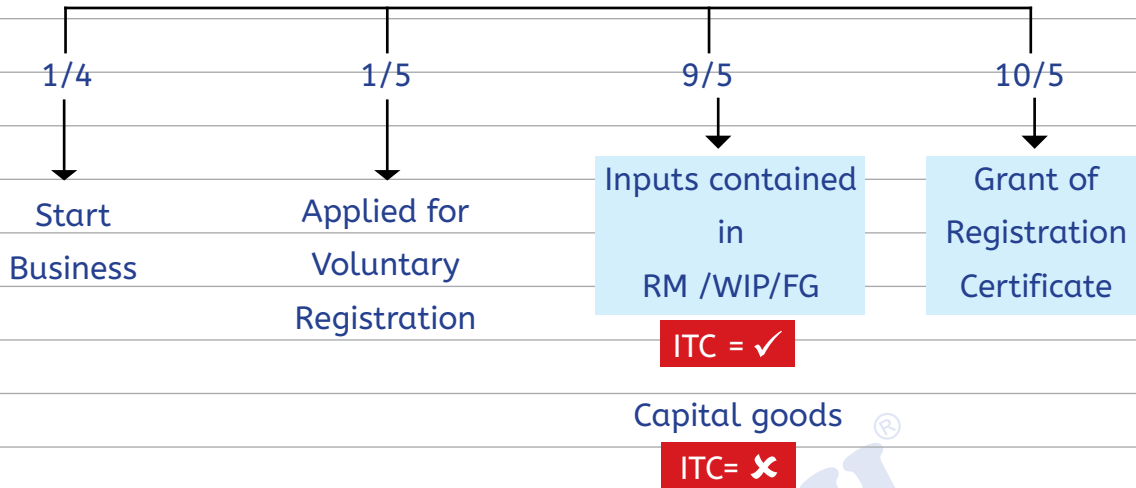 1/4
1/5
9/5
10/5
Start
Business
Applied for
Voluntary
Registration
Inputs contained
in
RM /WIP/FG
ITC = ✓
Capital goods
ITC= ✗
Grant of
Registration
Certificate
®